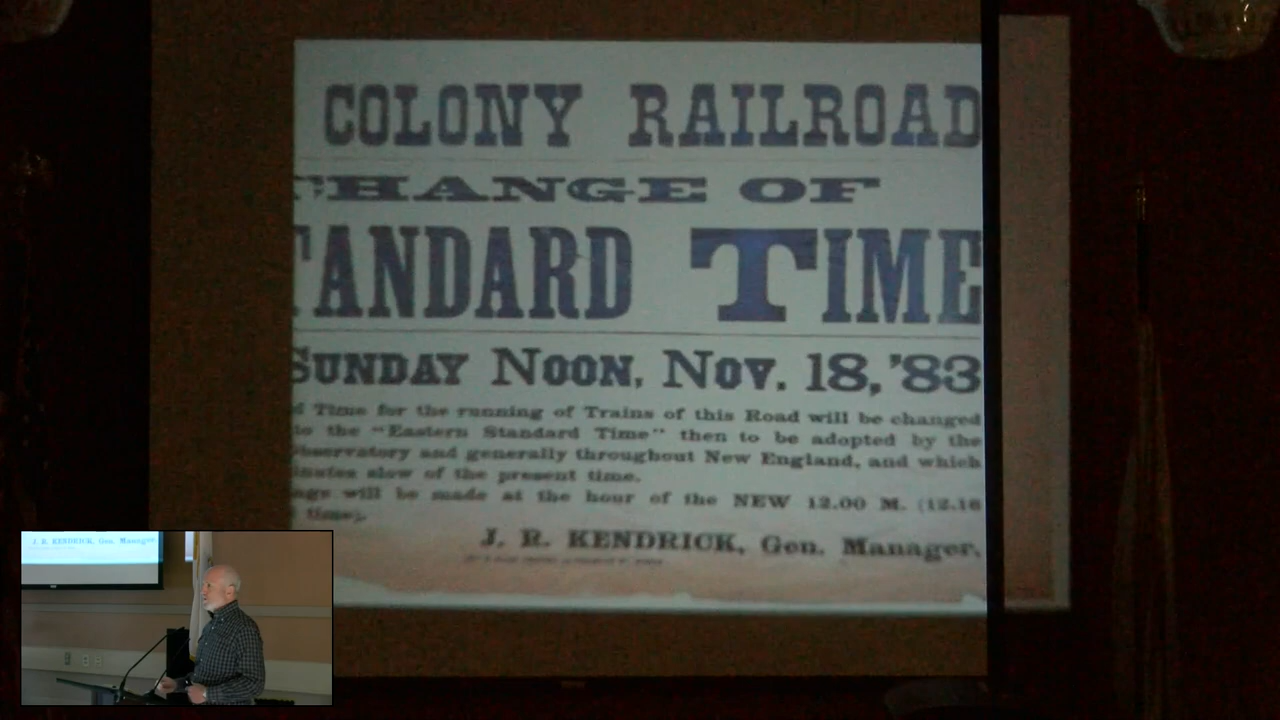 COLONY RAILROAD
CHANGE OF
TANDARD TIME
SUNDAY NOON, NOV. 18, '83
d Time for the running of Trains of this Road will be changed
to the "Eastern Standard Time" then to be adopted by the
bservatory and generally throughout New England, and which
inutes slow of the present time.
ags will be made at the hour of the NEW 12.00 M. (12.16
time).
J. R. KENDRICK, Gen. Manager.
J. R. KENDRICK, Gen. Manager.